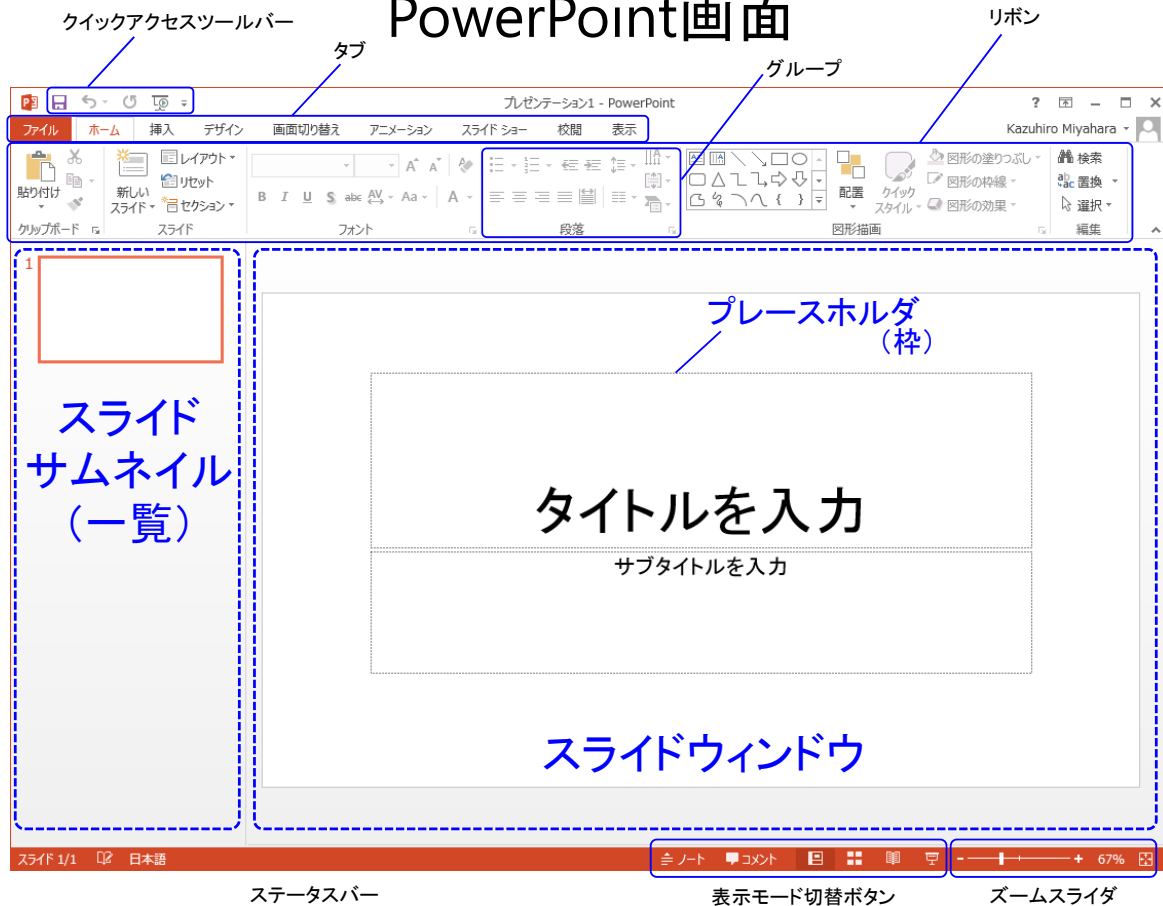 PowerPoint画面
クイックアクセスツールバー
リボン
タブ
グループ
プレゼンテーション1 - PowerPoint
?
ファイル ホーム 挿入 デザイン 画面切り替え アニメーション スライド ショー 校閲 表示
Kazuhiro Miyahara
貼り付け
新しい
スライド
レイアウト
リセット
セクション
B I U S abc AV Aa A
A A
配置
クイック
スタイル
図形の塗りつぶし
図形の枠線
図形の効果
検索
置換
選択
クリップボード スライド フォント 段落 図形描画 編集
1
プレースホルダ
（枠）
スライド
サムネイル
（一覧）
タイトルを入力
サブタイトルを入力
スライドウィンドウ
スライド 1/1 日本語 ノート コメント 67%
ステータスバー
表示モード切替ボタン
ズームスライダ